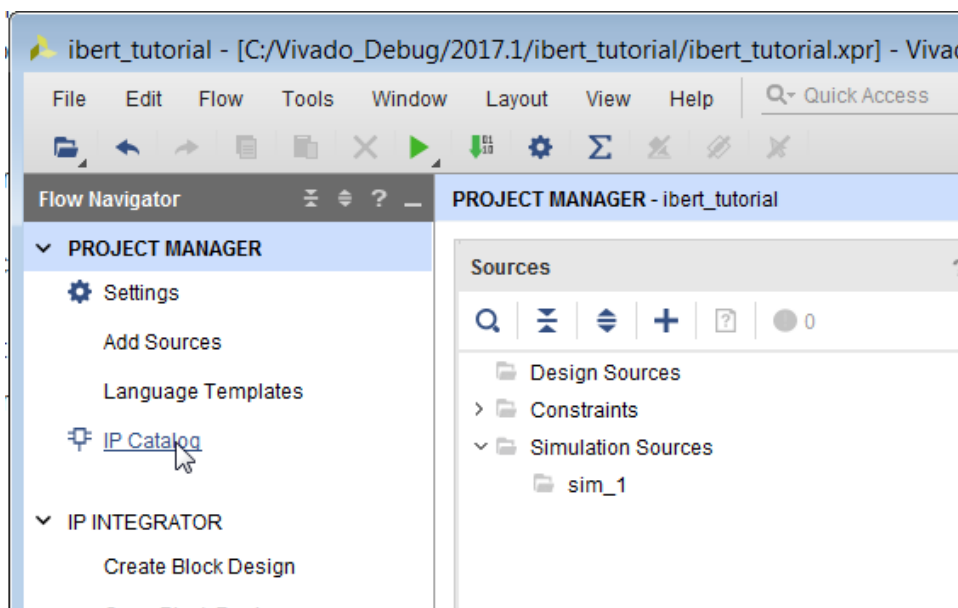 ibert_tutorial - [C:/Vivado_Debug/2017.1/ibert_tutorial/ibert_tutorial.xpr] -
File Edit Flow Tools Window Layout View Help Quick Access
Flow Navigator ? PROJECT MANAGER - ibert_tutorial
PROJECT MANAGER
Sources
Settings
0
Add Sources
Design Sources
Language Templates
Constraints
IP Catalog
Simulation Sources
sim_1
IP INTEGRATOR
Create Block Design